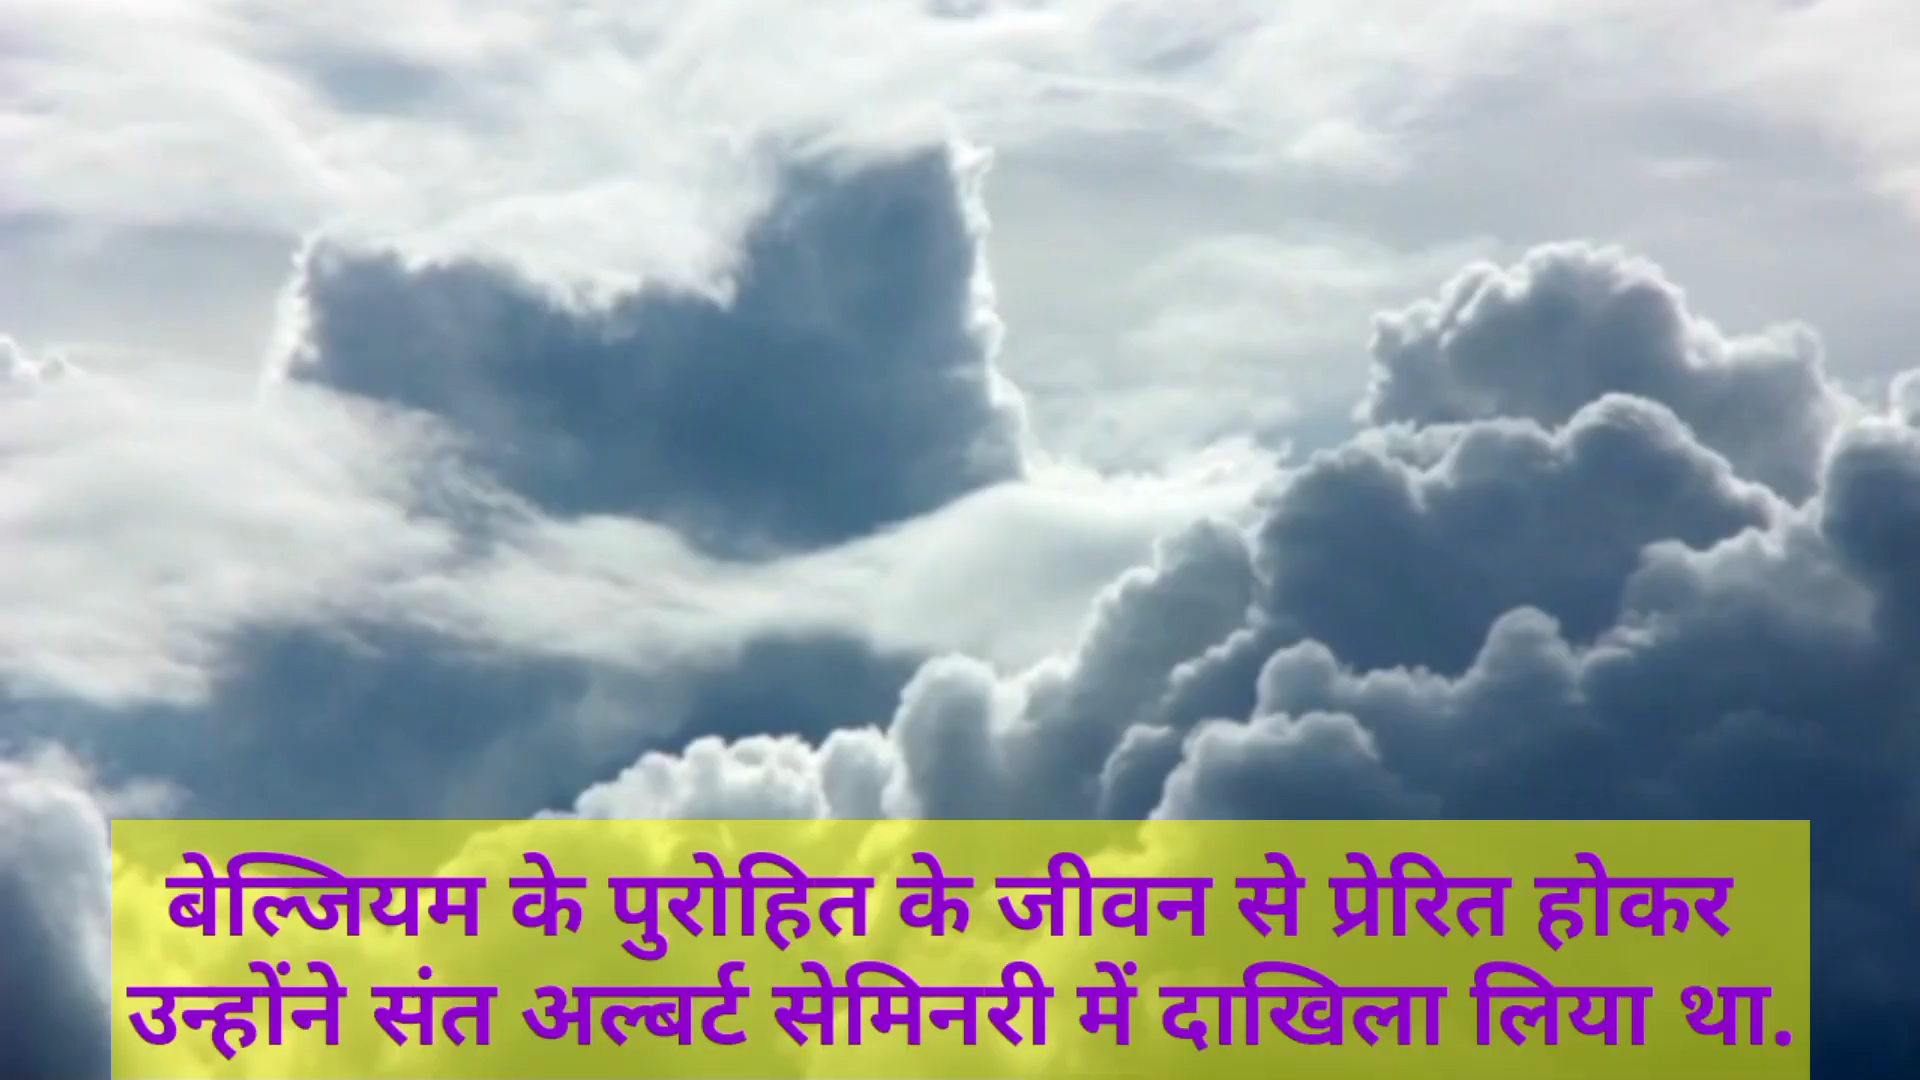 बेल्जियम के पुरोहित के जीवन से प्रेरित होकर
उन्होंने संत अल्बर्ट सेमिनरी में दाखिला लिया था.